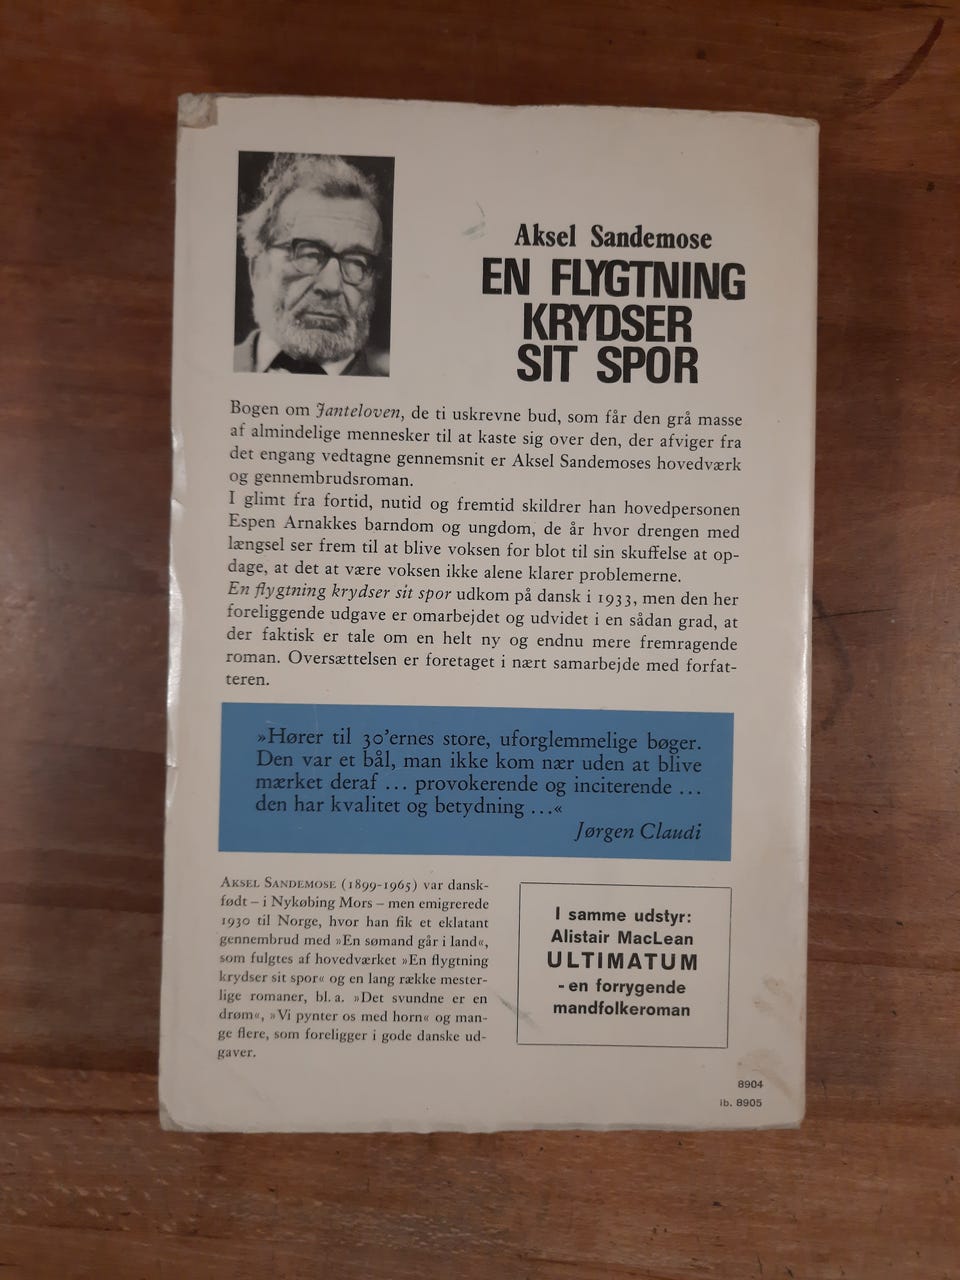 Aksel Sandemose
EN FLYGTNING
KRYDSER
SIT SPOR
Bogen om Janteloven, de ti uskrevne bud, som får den grå masse
af almindelige mennesker til at kaste sig over den, der afviger fra
det engang vedtagne gennemsnit er Aksel Sandemoses hovedværk
og gennembrudsroman.
I glimt fra fortid, nutid og fremtid skildrer han hovedpersonen
Espen Arnakkes barndom og ungdom, de år hvor drengen med
længsel ser frem til at blive voksen for blot til sin skuffelse at op-
dage, at det at være voksen ikke alene klarer problemerne.
En flygtning krydser sit spor udkom på dansk i 1933, men den her
foreliggende udgave er omarbejdet og udvidet i en sådan grad, at
der faktisk er tale om en helt ny og endnu mere fremragende
roman. Oversættelsen er foretaget i nært samarbejde med forfat-
teren.
»Hører til 30'ernes store, uforglemmelige bøger.
Den var et bål, man ikke kom nær uden at blive
mærket deraf ... provokerende og inciterende ...
den har kvalitet og betydning ...«
Jørgen Claudi
AKSEL SANDEMOSE (1899-1965) var dansk-
født – i Nykøbing Mors – men emigrerede
1930 til Norge, hvor han fik et eklatant
gennembrud med »En sømand går i land«,
som fulgtes af hovedværket »En flygtning
krydser sit spor« og en lang række mester-
lige romaner, bl. a. »Det svundne er en
drøm«, »Vi pynter os med horn« og man-
ge flere, som foreligger i gode danske ud-
gaver.
I samme udstyr:
Alistair MacLean
ULTIMATUM
- en forrygende
mandfolkeroman
8904
ib. 8905